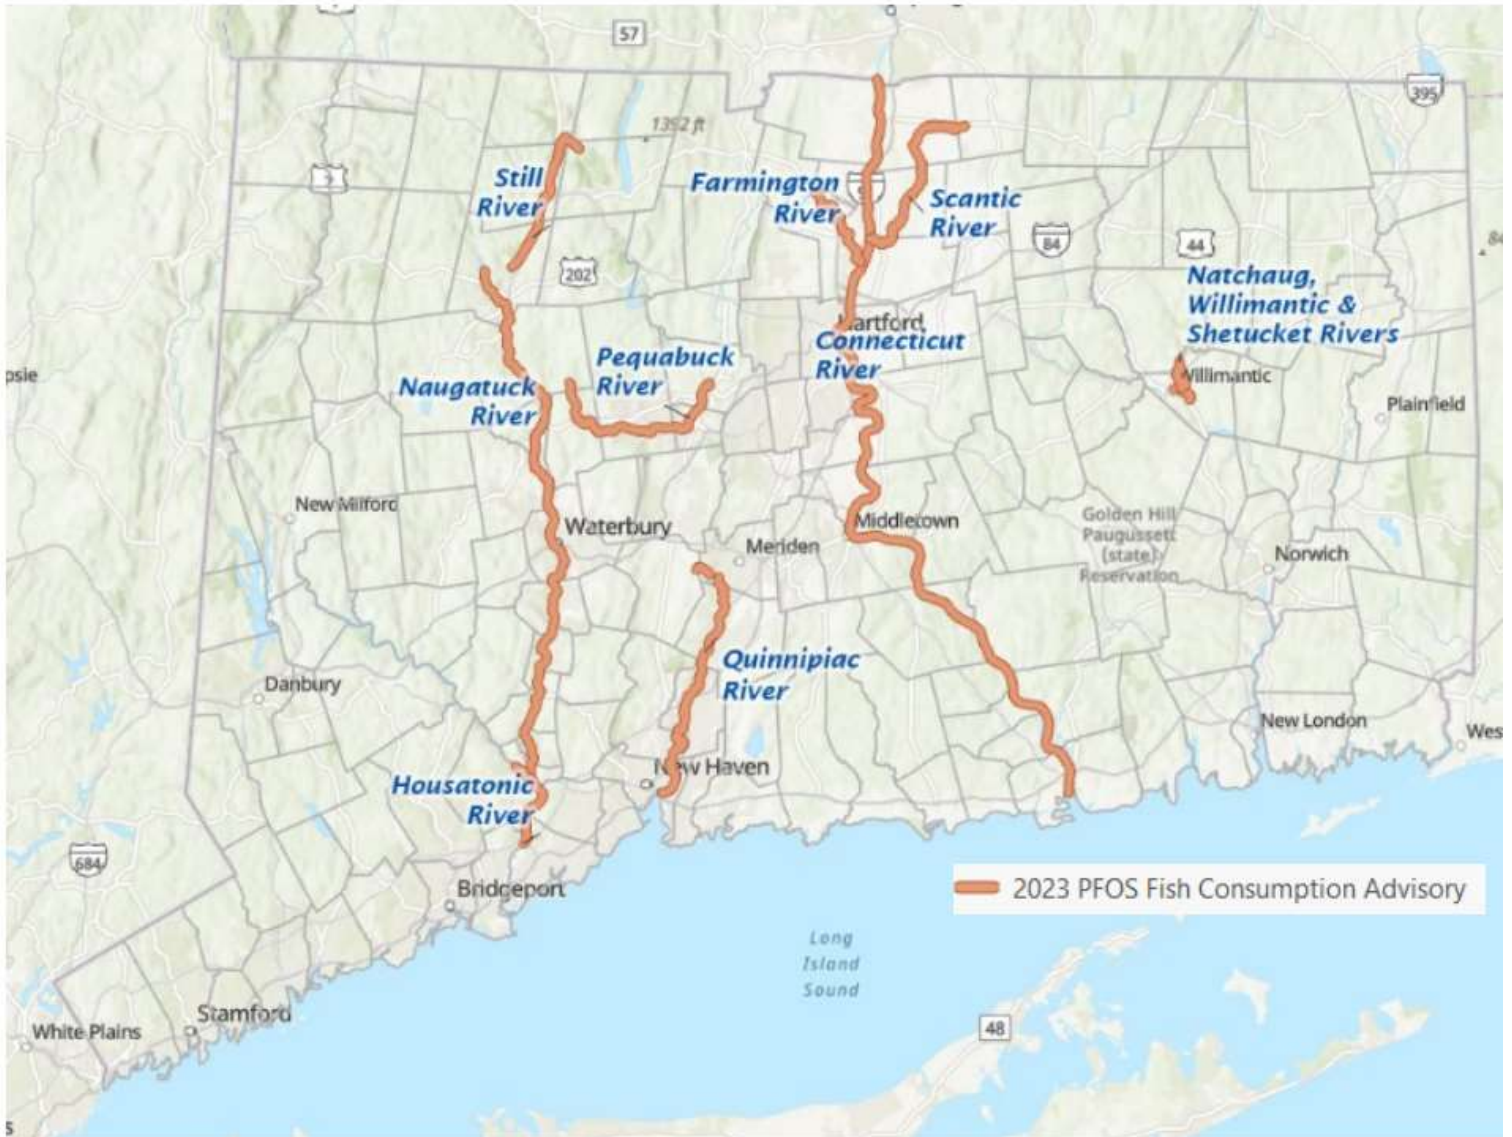 57
395
1392 ft
Still
River
Farmington
River
Scantic
River
84
44
202
Natchaug,
Willimantic &
Shetucket Rivers
Hartford
Connecticut
River
Pequabuck
River
psie
Naugatuck
River
Willimantic
Plainfield
New Milford
Waterbury
Middletown
Meriden
Golden Hill
Paugussett
(state)
Reservation
Norwich
Danbury
Quinnipiac
River
New London
Wes
New Haven
Housatonic
River
684
Bridgeport
2023 PFOS Fish Consumption Advisory
Long
Island
Sound
Stamford
White Plains
48
s